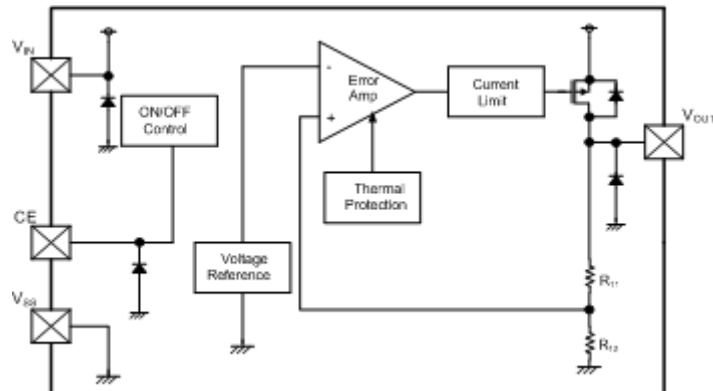 VIN
ON/OFF
Control
CE
VSS
-
+
Error
Amp
Current
Limit
Thermal
Protection
Voltage
Reference
VOUT
R11
R12